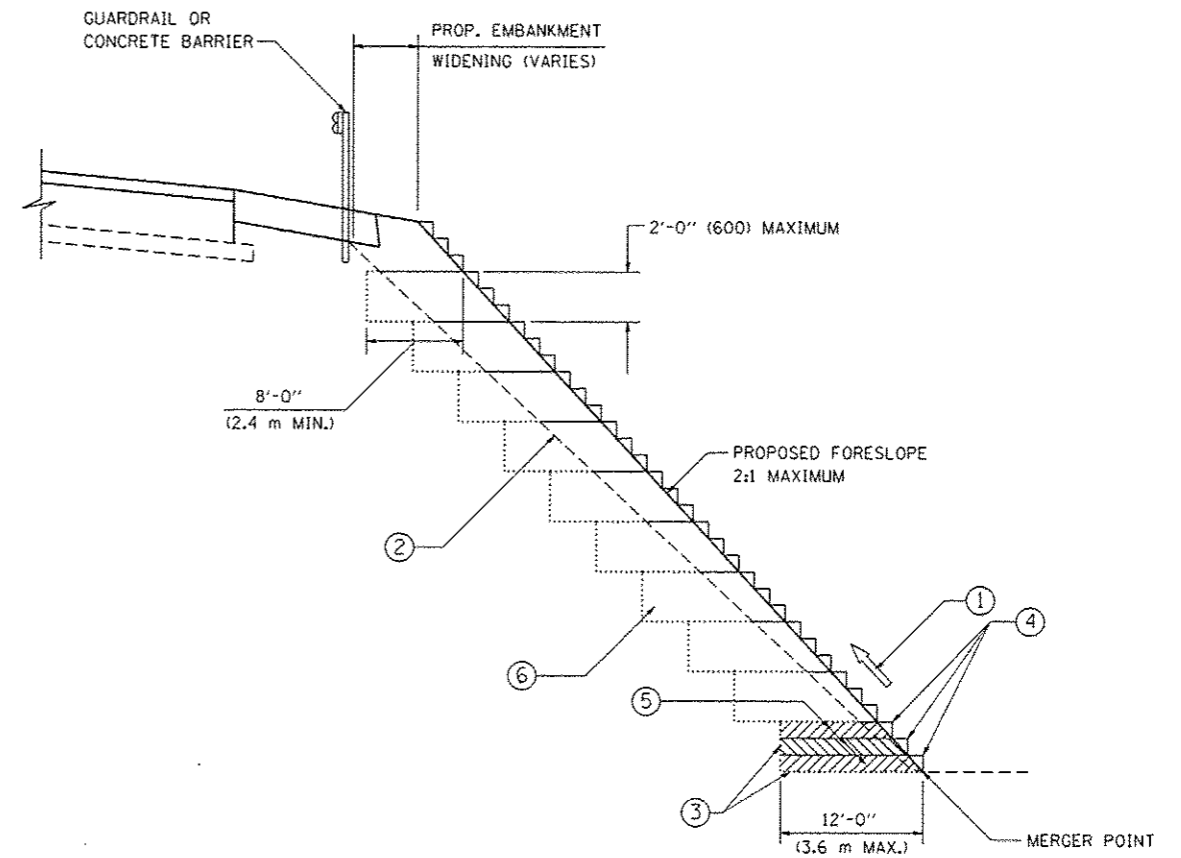 GUARDRAIL OR
CONCRETE BARRIER
PROP. EMBANKMENT
WIDENING (VARIES)
2'-0" (600) MAXIMUM
8'-0"
(2.4 m MIN.)
PROPOSED FORESLOPE
2:1 MAXIMUM
2
1
4
6
5
3
12'-0"
(3.6 m MAX.)
MERGER POINT